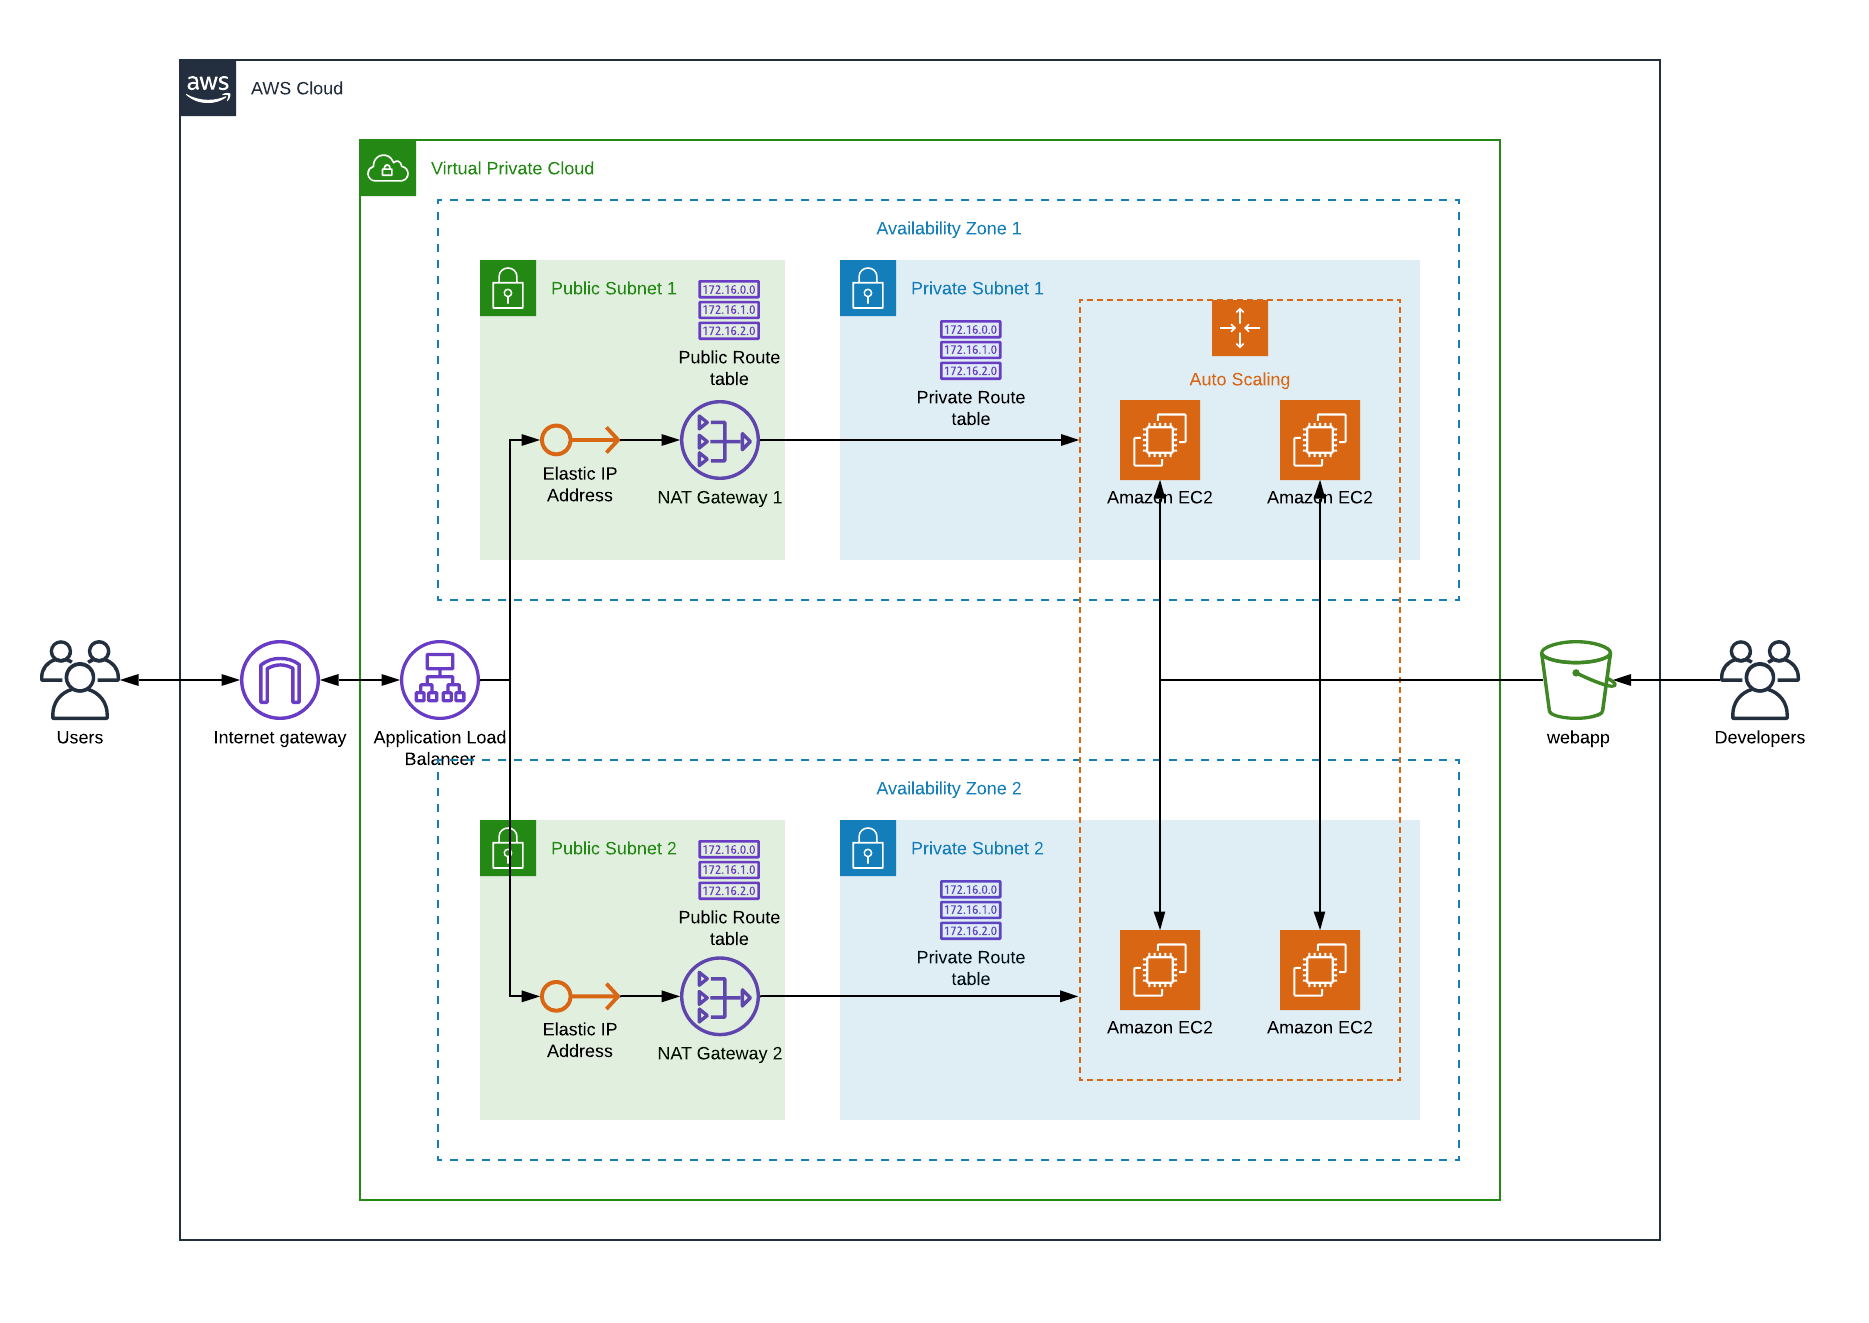 aws
AWS Cloud
Virtual Private Cloud
Availability Zone 1
Public Subnet 1
172.16.0.0
172.16.1.0
172.16.2.0
Public Route
table
Elastic IP
Address
NAT Gateway 1
Private Subnet 1
172.16.0.0
172.16.1.0
172.16.2.0
Private Route
table
Auto Scaling
Amazon EC2
Amazon EC2
Users
Internet gateway
Application Load
Balancer
webapp
Developers
Availability Zone 2
Public Subnet 2
172.16.0.0
172.16.1.0
172.16.2.0
Public Route
table
Elastic IP
Address
NAT Gateway 2
Private Subnet 2
172.16.0.0
172.16.1.0
172.16.2.0
Private Route
table
Amazon EC2
Amazon EC2